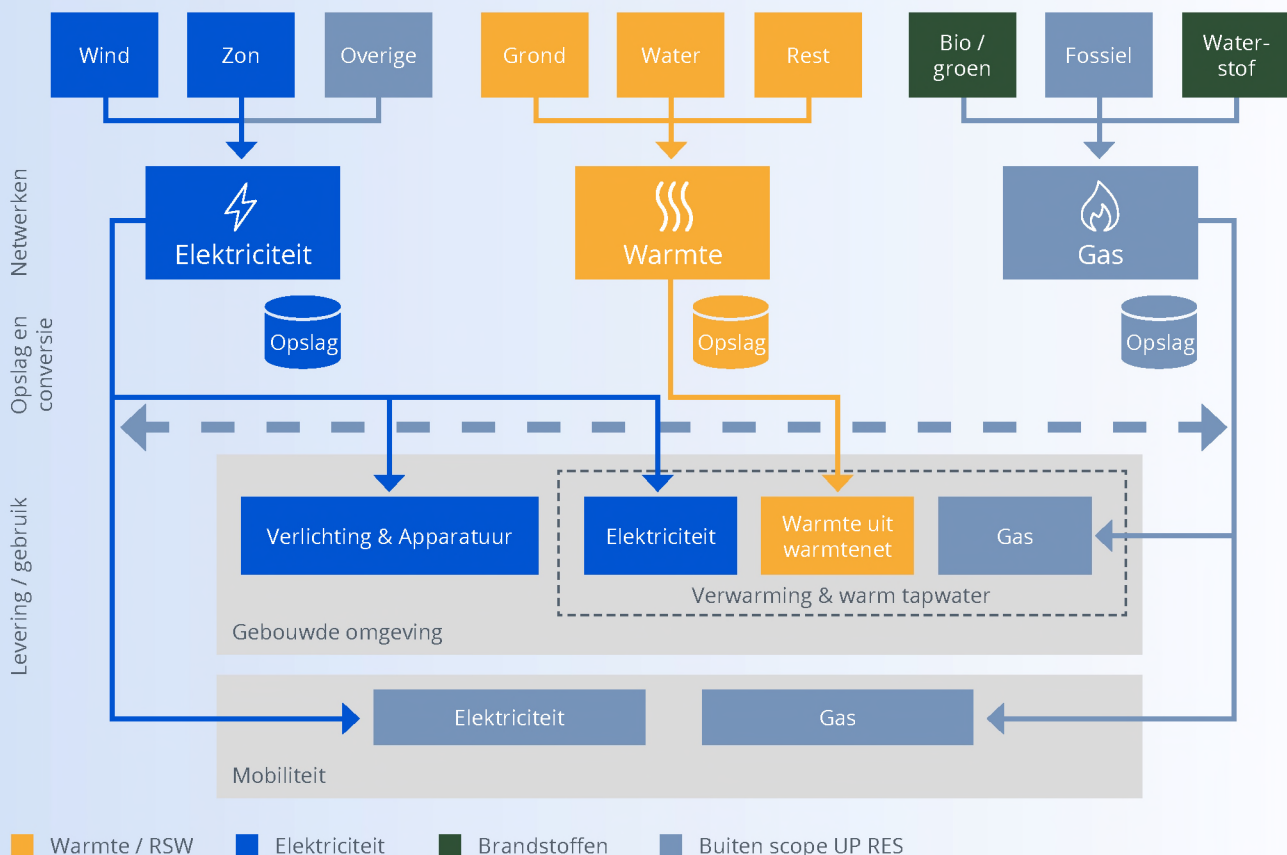 Wind
Zon
Overige
Grond
Water
Rest
Bio /
groen
Fossiel
Water-
stof
Netwerken
Elektriciteit
Warmte
Gas
Opslag en
conversie
Opslag
Opslag
Opslag
Levering / gebruik
Verlichting & Apparatuur
Elektriciteit
Warmte uit
warmtenet
Gas
Verwarming & warm tapwater
Gebouwde omgeving
Elektriciteit
Gas
Mobiliteit
Warmte / RSW
Elektriciteit
Brandstoffen
Buiten scope UP RES